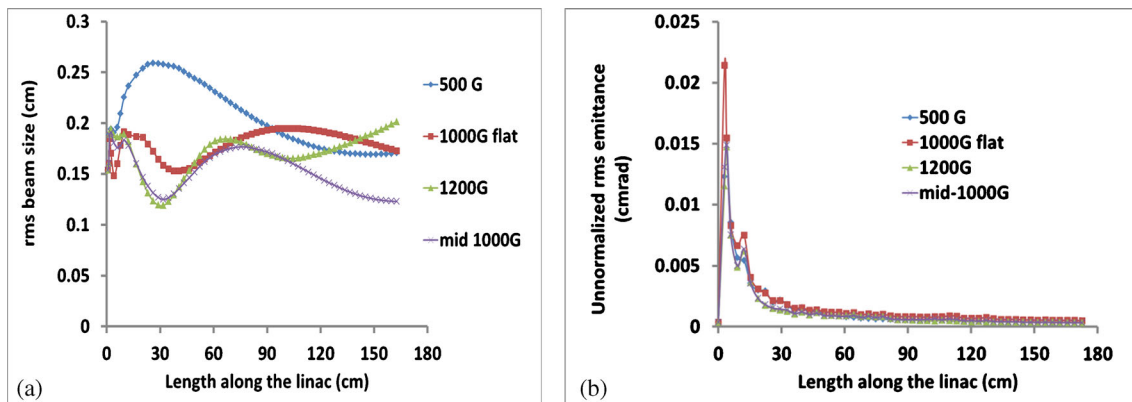 rms beam size (cm)
0.3
0.25
0.2
0.15
0.1
0.05
0
0 30 60 90 120 150 180
Length along the linac (cm)
500 G
1000G flat
1200G
mid 1000G
(a)
Unnormalized rms emittance
(cmrad)
0.025
0.02
0.015
0.01
0.005
0
0 30 60 90 120 150 180
Length along the linac (cm)
500 G
1000G flat
1200G
mid-1000G
(b)